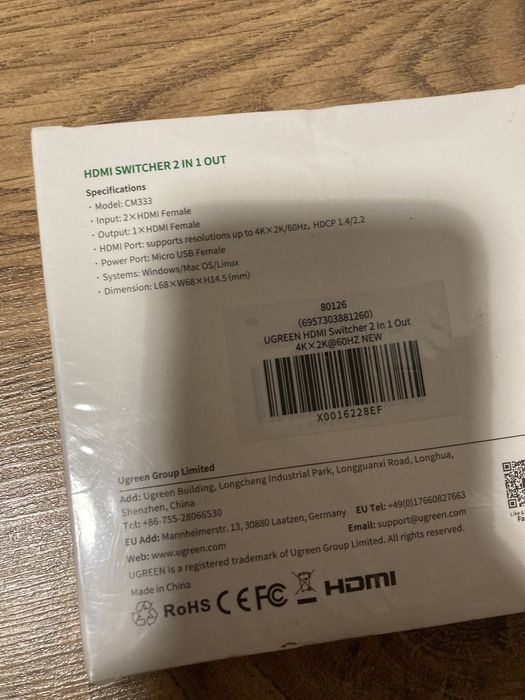 HDMI SWITCHER 2 IN 1 OUT
Specifications
· Model: CM333
· Input: 2×HDMI Female
· Output: 1×HDMI Female
· HDMI Port: supports resolutions up to 4K×2K/60Hz, HDCP 1.4/2.2
· Power Port: Micro USB Female
· Systems: Windows/Mac OS/Linux
· Dimension: L68×W68×H14.5(mm)
80126
(6957303881260)
UGREEN HDMI Switcher 2 In 1 Out
4K×2K@60HZ NEW
X0016228EF
Ugreen Group Limited
Add: Ugreen Building, Longcheng Industrial Park, Longguanxi Road, Longhua,
Shenzhen, China
Tel: +86-755-28066530
EU Add: Mannheimerstr. 13, 30880 Laatzen, Germany EU Tel: +49(0)17660827663
Web: www.ugreen.com Email: support@ugreen.com
UGREEN is a registered trademark of Ugreen Group Limited. All rights reserved.
Made in China
RoHS CE FC HDMI
Like &